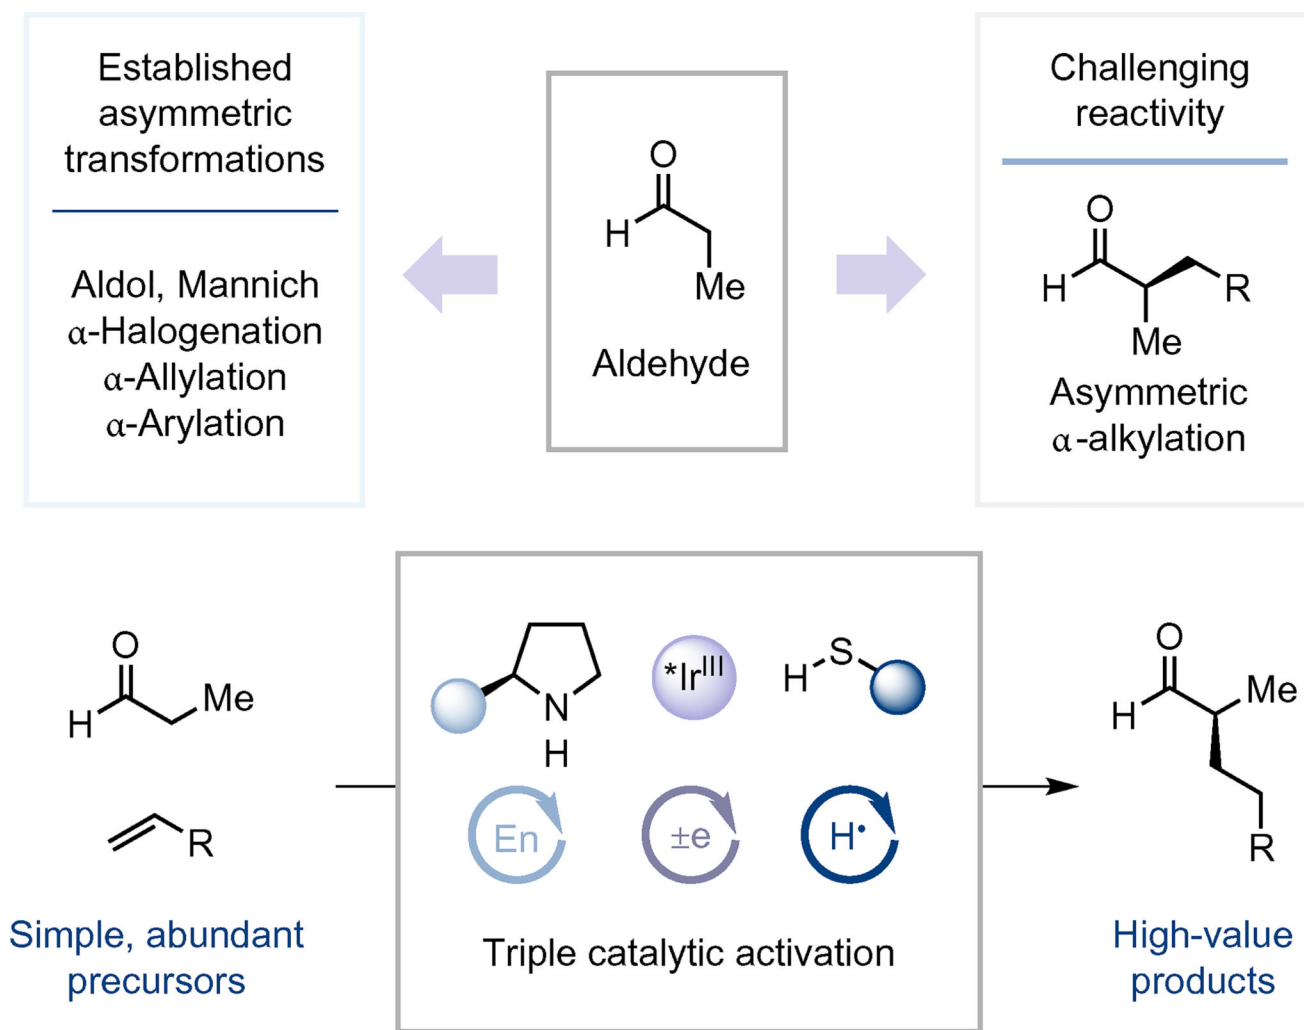 Established
asymmetric
transformations
Aldol, Mannich
α-Halogenation
α-Allylation
α-Arylation
O
H
Me
Aldehyde
Challenging
reactivity
O
H
R
Me
Asymmetric
α-alkylation
O
H
Me
R
Simple, abundant
precursors
N
H
*Ir^III
H
S
En
±e
H•
Triple catalytic activation
O
H
Me
R
High-value
products